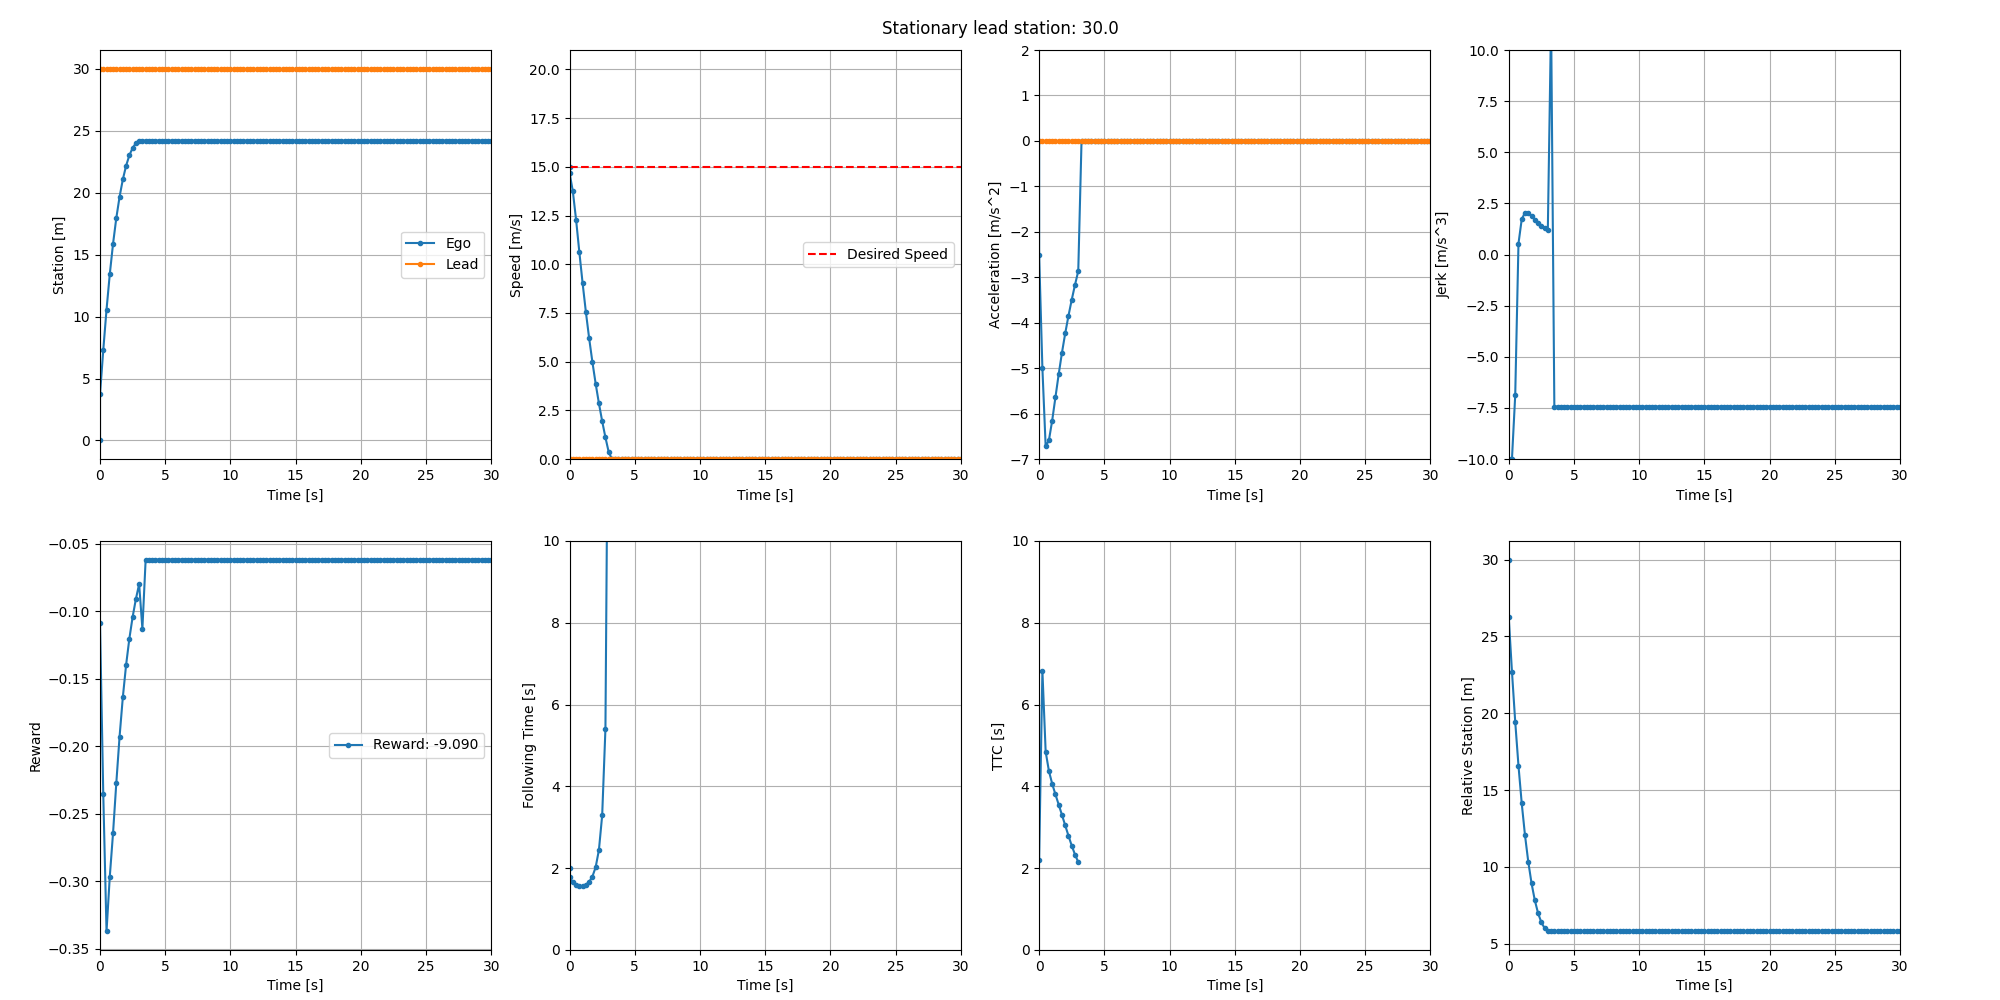 Stationary lead station: 30.0
Station [m]
30
25
20
15
10
5
0
Ego
Lead
0 5 10 15 20 25 30
Time [s]
Speed [m/s]
20.0
17.5
15.0
12.5
10.0
7.5
5.0
2.5
0.0
Desired Speed
0 5 10 15 20 25 30
Time [s]
Acceleration [m/s^2]
2
1
0
−1
−2
−3
−4
−5
−6
−7
0 5 10 15 20 25 30
Time [s]
Jerk [m/s^3]
10.0
7.5
5.0
2.5
0.0
−2.5
−5.0
−7.5
−10.0
0 5 10 15 20 25 30
Time [s]
Reward
−0.05
−0.10
−0.15
−0.20
−0.25
−0.30
−0.35
Reward: -9.090
0 5 10 15 20 25 30
Time [s]
Following Time [s]
10
8
6
4
2
0
0 5 10 15 20 25 30
Time [s]
TTC [s]
10
8
6
4
2
0
0 5 10 15 20 25 30
Time [s]
Relative Station [m]
30
25
20
15
10
5
0 5 10 15 20 25 30
Time [s]